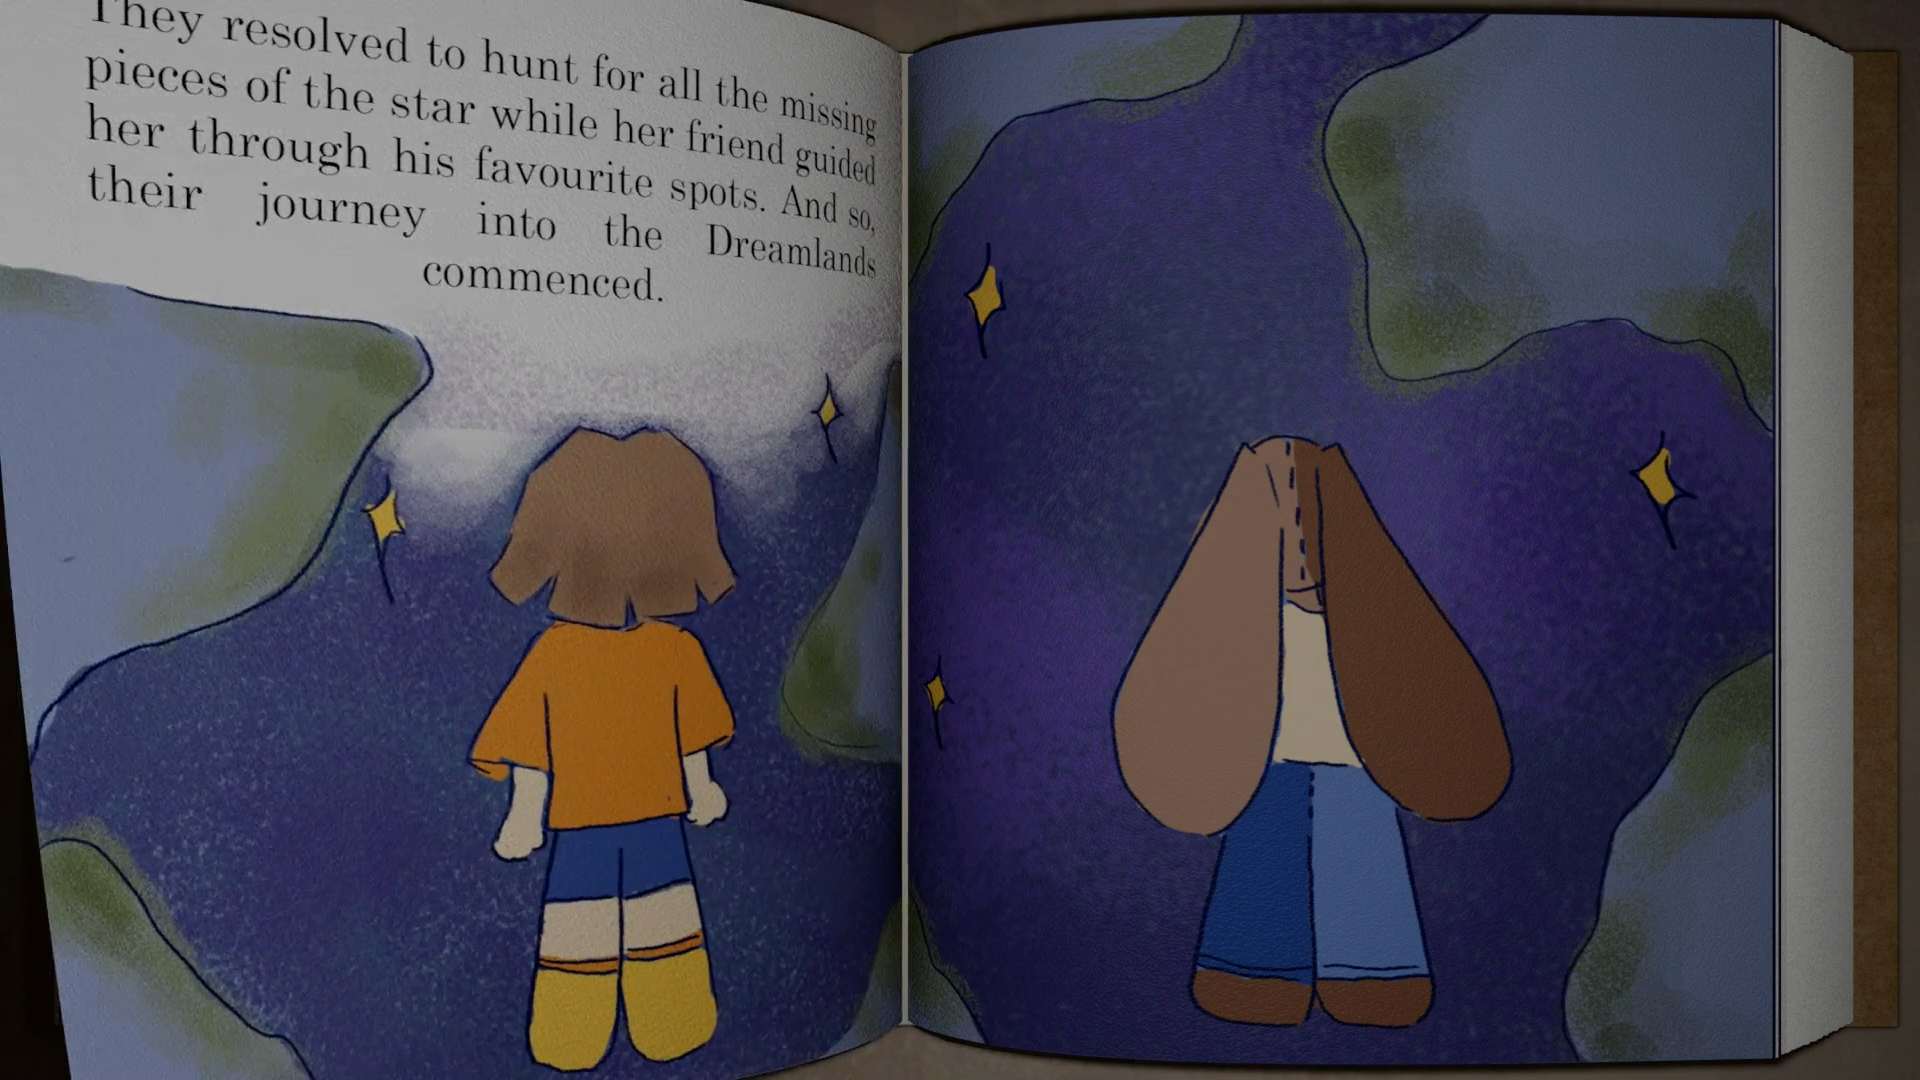 They resolved to hunt for all the missing
pieces of the star while her friend guided
her through his favourite spots. And so,
their journey into the Dreamlands
commenced.